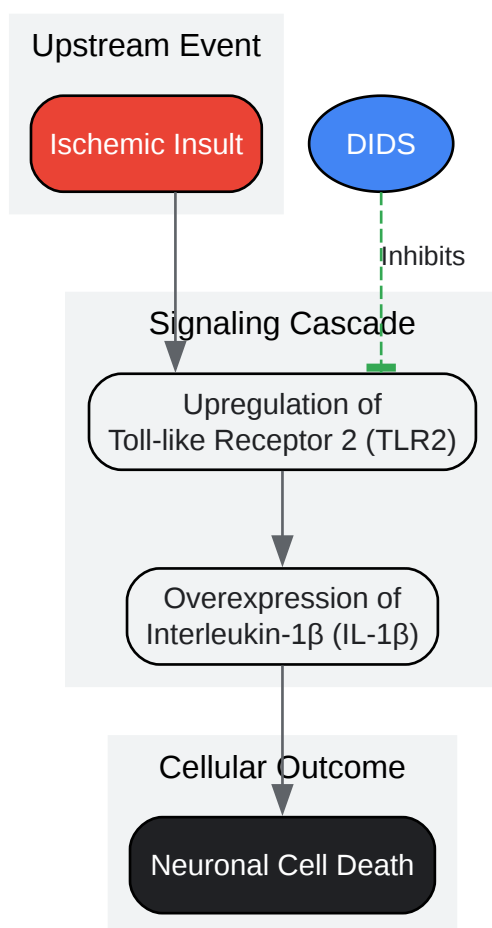 Upstream Event
Ischemic Insult
DIDS
Inhibits
Signaling Cascade
Upregulation of
Toll-like Receptor 2 (TLR2)
Overexpression of
Interleukin-1β (IL-1β)
Cellular Outcome
Neuronal Cell Death